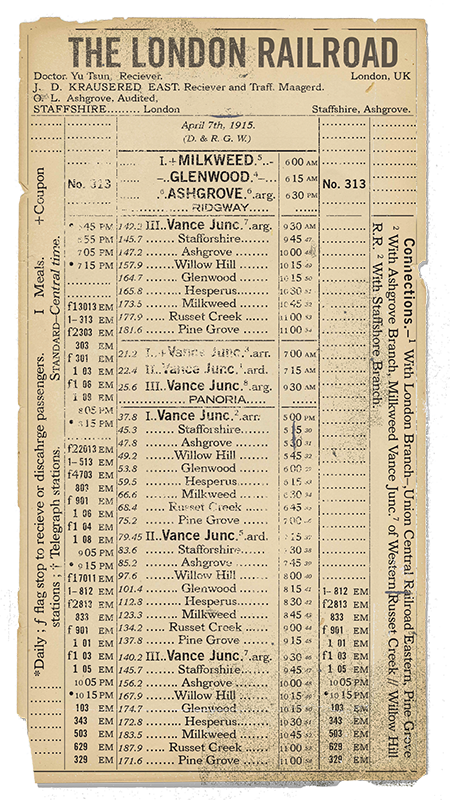 THE LONDON RAILROAD
Doctor. Yu Tsun, Reciever. London, UK
J. D. KRAUSERED EAST. Reciever and Traff. Maagerd.
O. L. Ashgrove, Audited,
STAFFSHIRE........ London Staffshire, Ashgrove.
April 7th, 1915.
(D. & R. G. W.)
I.+MILKWEED.5..- 6 00 AM
No. 313 -..GLENWOOD.4.... 6 15 AM No. 313
6ASHGROVE.6.arg. 6 30 PM
RIDGWAY
45 PM 149.2 III..Vance Junc.7.arg. 9 30 AM
55 PM 145.7 Stafforshire 9 45
7 05 PM 147.2 Ashgrove 10 00
• 7 15 PM 157.9 Willow Hill 10 15
164.7 Glenwood 10 15 50
165.8 Hesperus 10 30
f13013 EM 173.5 Milkweed 10 45
1-313 EM 177.9 Russet Creek 11 00
f2303 EM 181.6 Pine Grove 11 00 54
303 EM
f 301 EM 21.2 I..+Vance Junc. .arr. 7 00 AM
1 03 EM 22.4 II..Vance Junc. .ard. 7 15 AM
f1 06 EM 25.6 III..Vance Junc.8.arg. 9 30 AM
1 08 EM PANORIA
8 05 PM 37.8 I..Vance Junc.2.arr. 5 00 PM
• 15 PM 45.3 Staffordshire 5 15 30
47.8 Ashgrove 5 30 31
f22013 EM 49.2 Willow Hill 5 45 32
1-513 EM 53.8 Glenwood 6 00
f4703 EM 59.5 Hesperus 6 15
803 EM 66.6 Milkweed 6 30 34
f 901 EM 68.4 Russet Creek 6 45
1 06 EM 75.2 Pine Grove 7 00
f1 04 EM 79.45 II..Vance Junc.5.ard. 7 15
1 08 EM 83.6 Staffordshire 7 30 38
9 05 PM 85.2 Ashgrove 7 45 39
• 9 15 PM 97.6 Willow Hill 8 00 40
f17011 EM 101.4 Glenwood 8 15 1-812 EM
1-812 EM 112.8 Hesperus 8 30 f2813 EM
f2813 EM 123.3 Milkweed 8 45 833 EM
833 EM 134.2 Russet Creek 9 00 44 f 901 EM
f 901 EM 137.8 Pine Grove 9 15 1 01 EM
1 01 EM 140.2 III..Vance Junc.7.arg. 9 30 f1 03 EM
f1 03 EM 145.7 Stafforshire 9 45 1 05 EM
1 05 EM 156.2 Ashgrove 10 00 10 05 PM
10 05 PM 167.9 Willow Hill 10 15 • 10 15 PM
• 10 15 PM 174.7 Glenwood 10 15 103 EM
103 EM 172.8 Hesperus 10 30 343 EM
343 EM 183.5 Milkweed 10 45 503 EM
503 EM 187.9 Russet Creek 11 00 629 EM
629 EM 171.6 Pine Grove 11 00 329 EM
329 EM
*Daily; ; f flag stop to recieve or discahrge passengers. I Meals. +Coupon
stations † Telegraph stations. STANDARD–Central time.
Connections.–1 With London Branch– Union Central Railroad Eastern, Pine Grove
2 With Ashgrove Branch, Milkweed Vance Junc. 7 of Western Russet Creek // Willow Hill
R.R. 2 With Staffshore Branch.